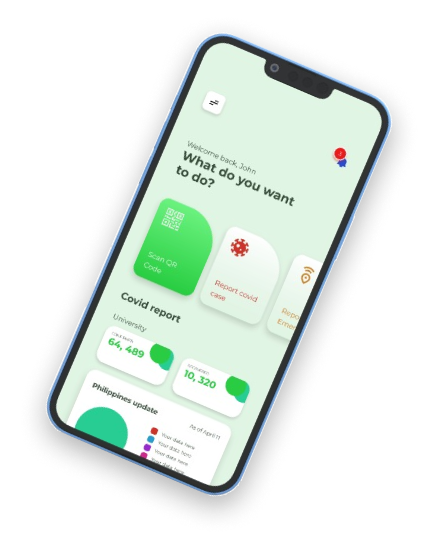 Welcome back, John
What do you want
to do?
Scan QR
Code
Report covid
case
Covid report
University
64, 489
10, 320
Philippines update
As of April 11
Your data here
Your data here
Your data here
Your data here